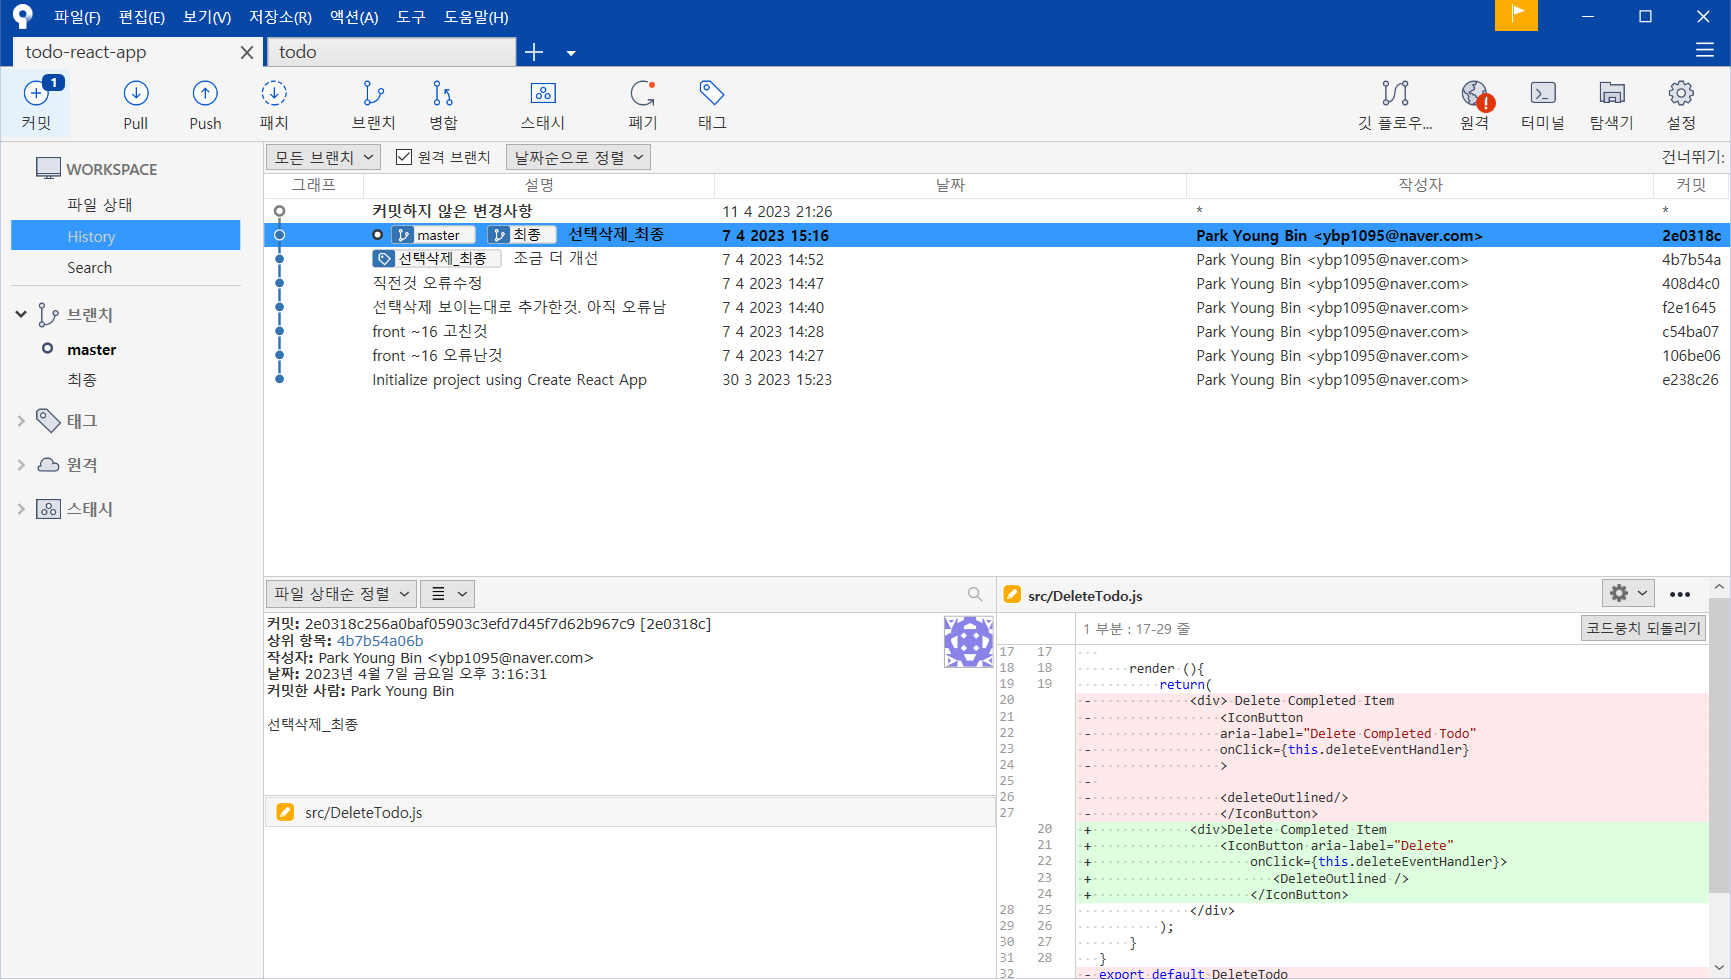 파일(F) 편집(E) 보기(V) 저장소(R) 액션(A) 도구 도움말(H)
todo-react-app
todo
1
커밋 Pull Push 패치 브랜치 병합 스태시 폐기 태그 깃 플로우... 원격 터미널 탐색기 설정
WORKSPACE
파일 상태
History
Search
브랜치
master
최종
태그
원격
스태시
모든 브랜치 원격 브랜치 날짜순으로 정렬 건너뛰기:
그래프 설명 날짜 작성자 커밋
커밋하지 않은 변경사항 11 4 2023 21:26 * *
master 최종 선택삭제_최종 7 4 2023 15:16 Park Young Bin <ybp1095@naver.com> 2e0318c
선택삭제_최종 조금 더 개선 7 4 2023 14:52 Park Young Bin <ybp1095@naver.com> 4b7b54a
직전것 오류수정 7 4 2023 14:47 Park Young Bin <ybp1095@naver.com> 408d4c0
선택삭제 보이는대로 추가한것. 아직 오류남 7 4 2023 14:40 Park Young Bin <ybp1095@naver.com> f2e1645
front ~16 고친것 7 4 2023 14:28 Park Young Bin <ybp1095@naver.com> c54ba07
front ~16 오류난것 7 4 2023 14:27 Park Young Bin <ybp1095@naver.com> 106be06
Initialize project using Create React App 30 3 2023 15:23 Park Young Bin <ybp1095@naver.com> e238c26
파일 상태순 정렬
커밋: 2e0318c256a0baf05903c3efd7d45f7d62b967c9 [2e0318c]
상위 항목: 4b7b54a06b
작성자: Park Young Bin <ybp1095@naver.com>
날짜: 2023년 4월 7일 금요일 오후 3:16:31
커밋한 사람: Park Young Bin
선택삭제_최종
src/DeleteTodo.js
src/DeleteTodo.js
1 부분 : 17-29 줄 코드뭉치 되돌리기
17 17
18 18 render (){
19 19 return(
20 - <div> Delete Completed Item
21 - <IconButton
22 - aria-label="Delete Completed Todo"
23 - onClick={this.deleteEventHandler}
24 - >
25 -
26 - <deleteOutlined/>
27 - </IconButton>
20 + <div>Delete Completed Item
21 + <IconButton aria-label="Delete"
22 + onClick={this.deleteEventHandler}>
23 + <DeleteOutlined />
24 + </IconButton>
28 25 </div>
29 26 );
30 27 }
31 28 }
32 - export default DeleteTodo